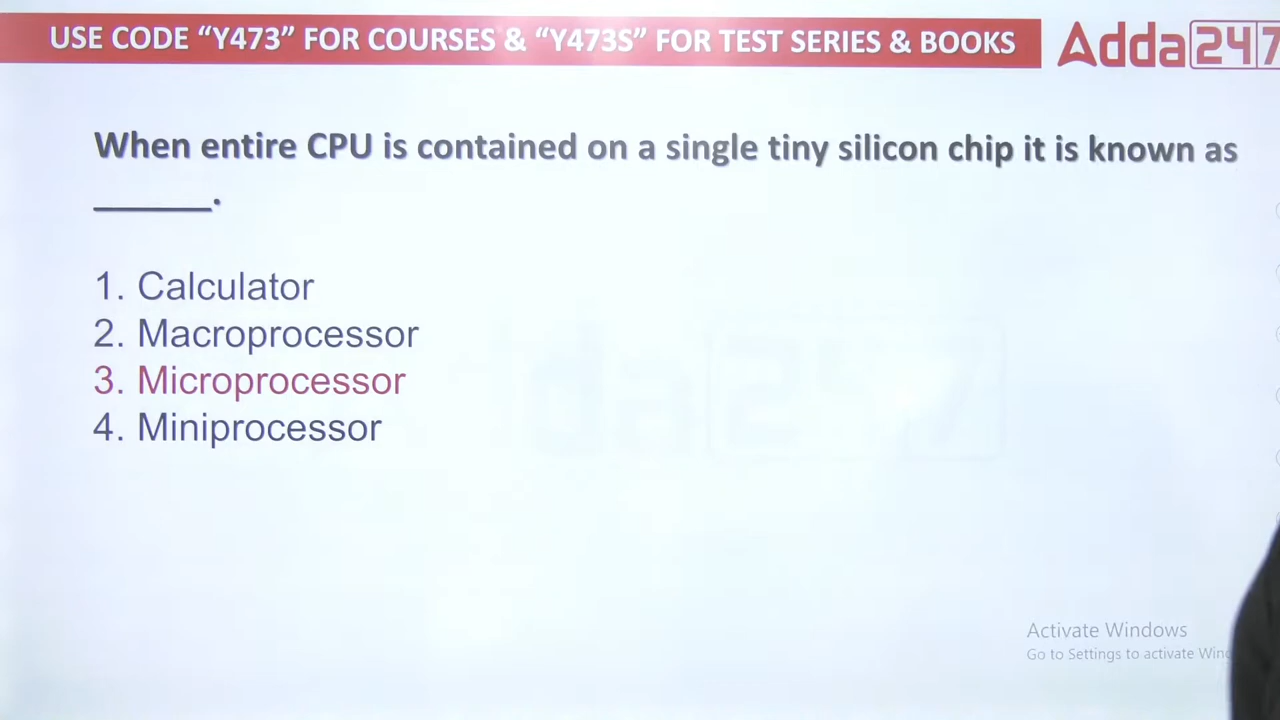 USE CODE “Y473” FOR COURSES & “Y473S” FOR TEST SERIES & BOOKS
Adda247
When entire CPU is contained on a single tiny silicon chip it is known as
______.
1. Calculator
2. Macroprocessor
3. Microprocessor
4. Miniprocessor
Activate Windows
Go to Settings to activate